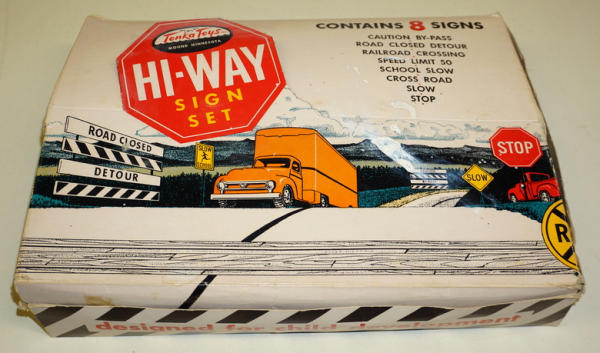 Tonka Toys
MOUND MINNESOTA
HI-WAY
SIGN
SET
CONTAINS 8 SIGNS
CAUTION BY-PASS
ROAD CLOSED DETOUR
RAILROAD CROSSING
SPEED LIMIT 50
SCHOOL SLOW
CROSS ROAD
SLOW
STOP
ROAD CLOSED
DETOUR
SLOW
SLOW
STOP
R
designed for child development